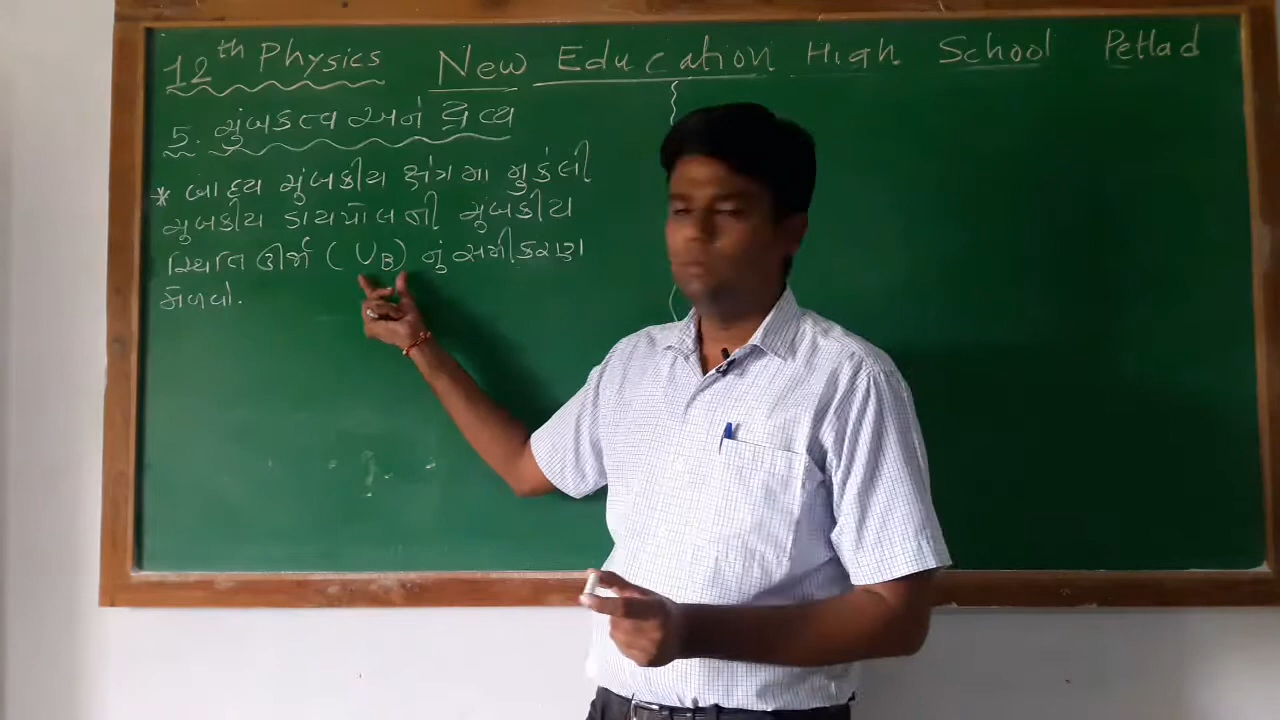 12th Physics New Education High School Petlad
5. ચુંબકત્વ અને દ્રવ્ય
* બાહ્ય ચુંબકીય ક્ષેત્રમાં મુકેલી
ચુબકીય ડાયપોલની ચુંબકીય
સ્થિતિ ઊર્જા (UB) નું સમીકરણ
મેળવો.